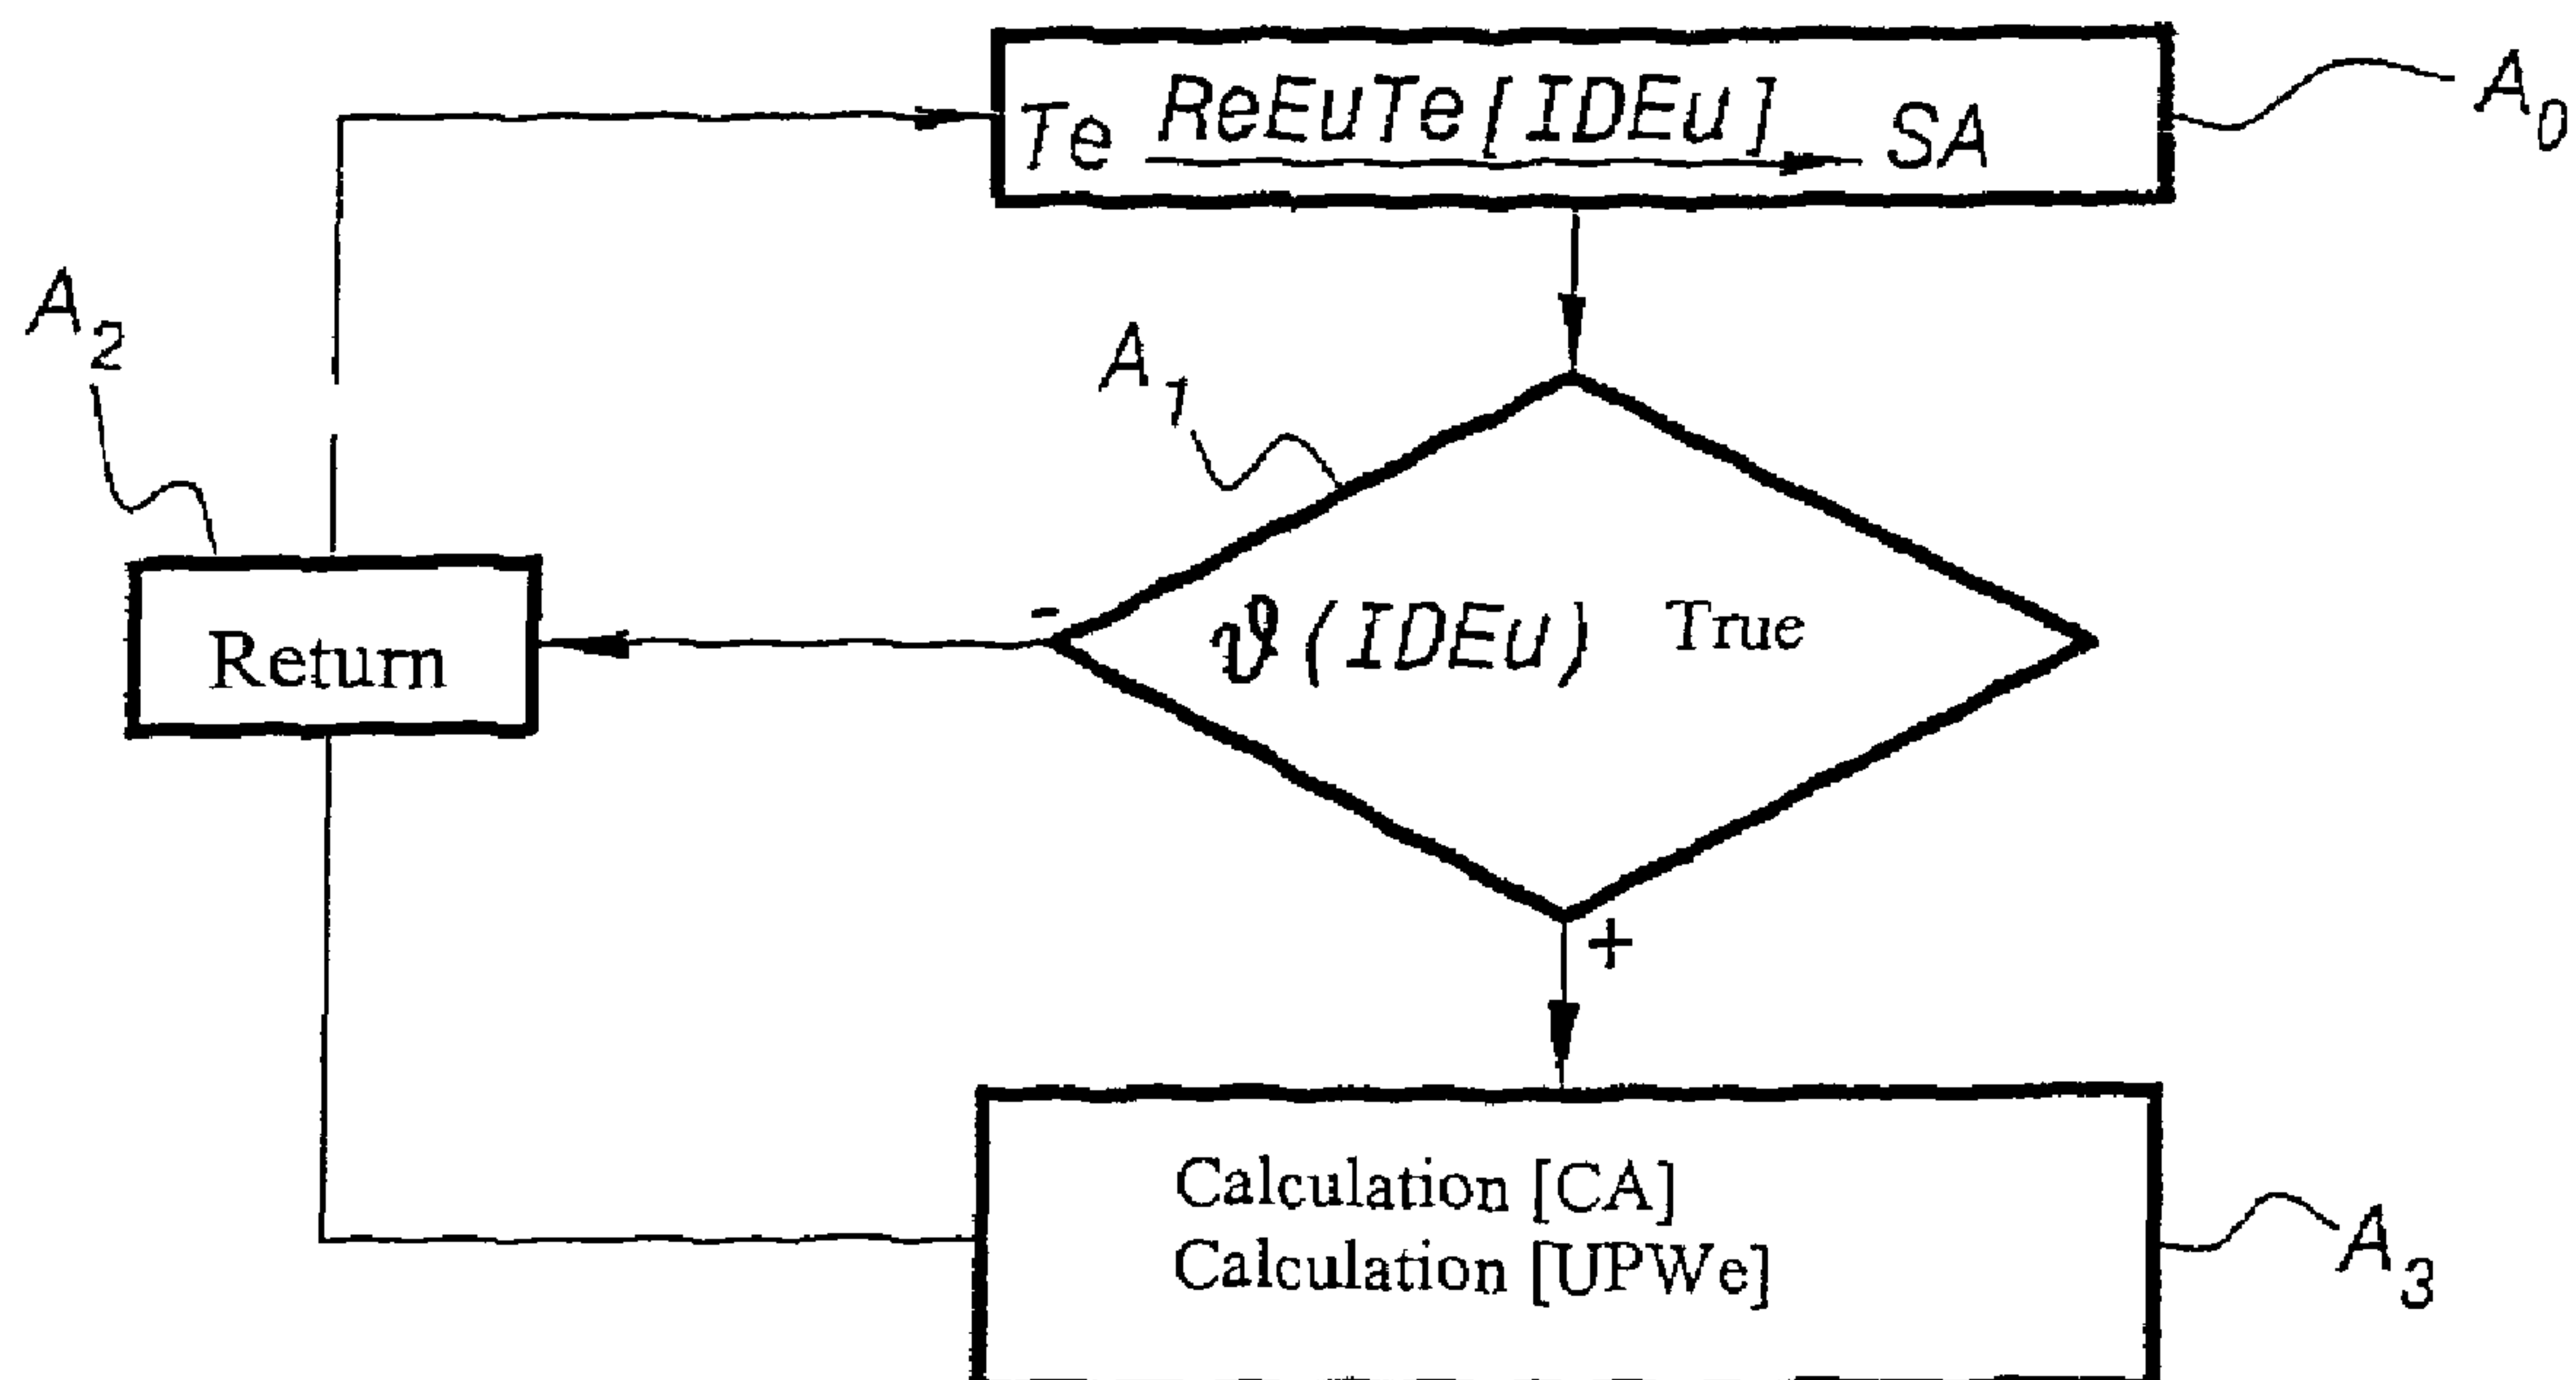 Te ReEuTe[IDEu] SA
A0
A2
A1
-
ϑ(IDEu) True
Return
+
Calculation [CA]
Calculation [UPWe]
A3